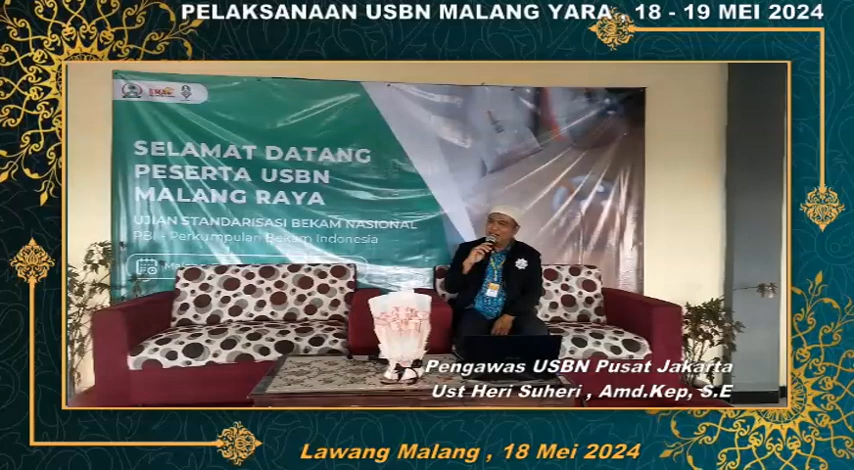 PELAKSANAAN USBN MALANG YARA , 18 - 19 MEI 2024
SELAMAT DATANG
PESERTA USBN
MALANG RAYA
UJIAN STANDARISASI BEKAM NASIONAL
PBI - Perkumpulan Bekam Indonesia
Pengawas USBN Pusat Jakarta
Ust Heri Suheri , Amd.Kep, S.E
Lawang Malang , 18 Mei 2024